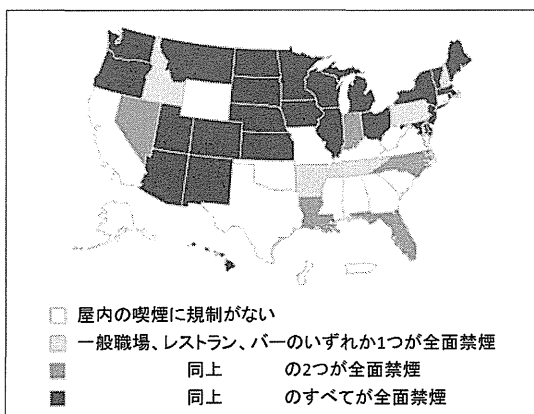 屋内の喫煙に規制がない
一般職場、レストラン、バーのいずれか1つが全面禁煙
同上 の2つが全面禁煙
同上 のすべてが全面禁煙